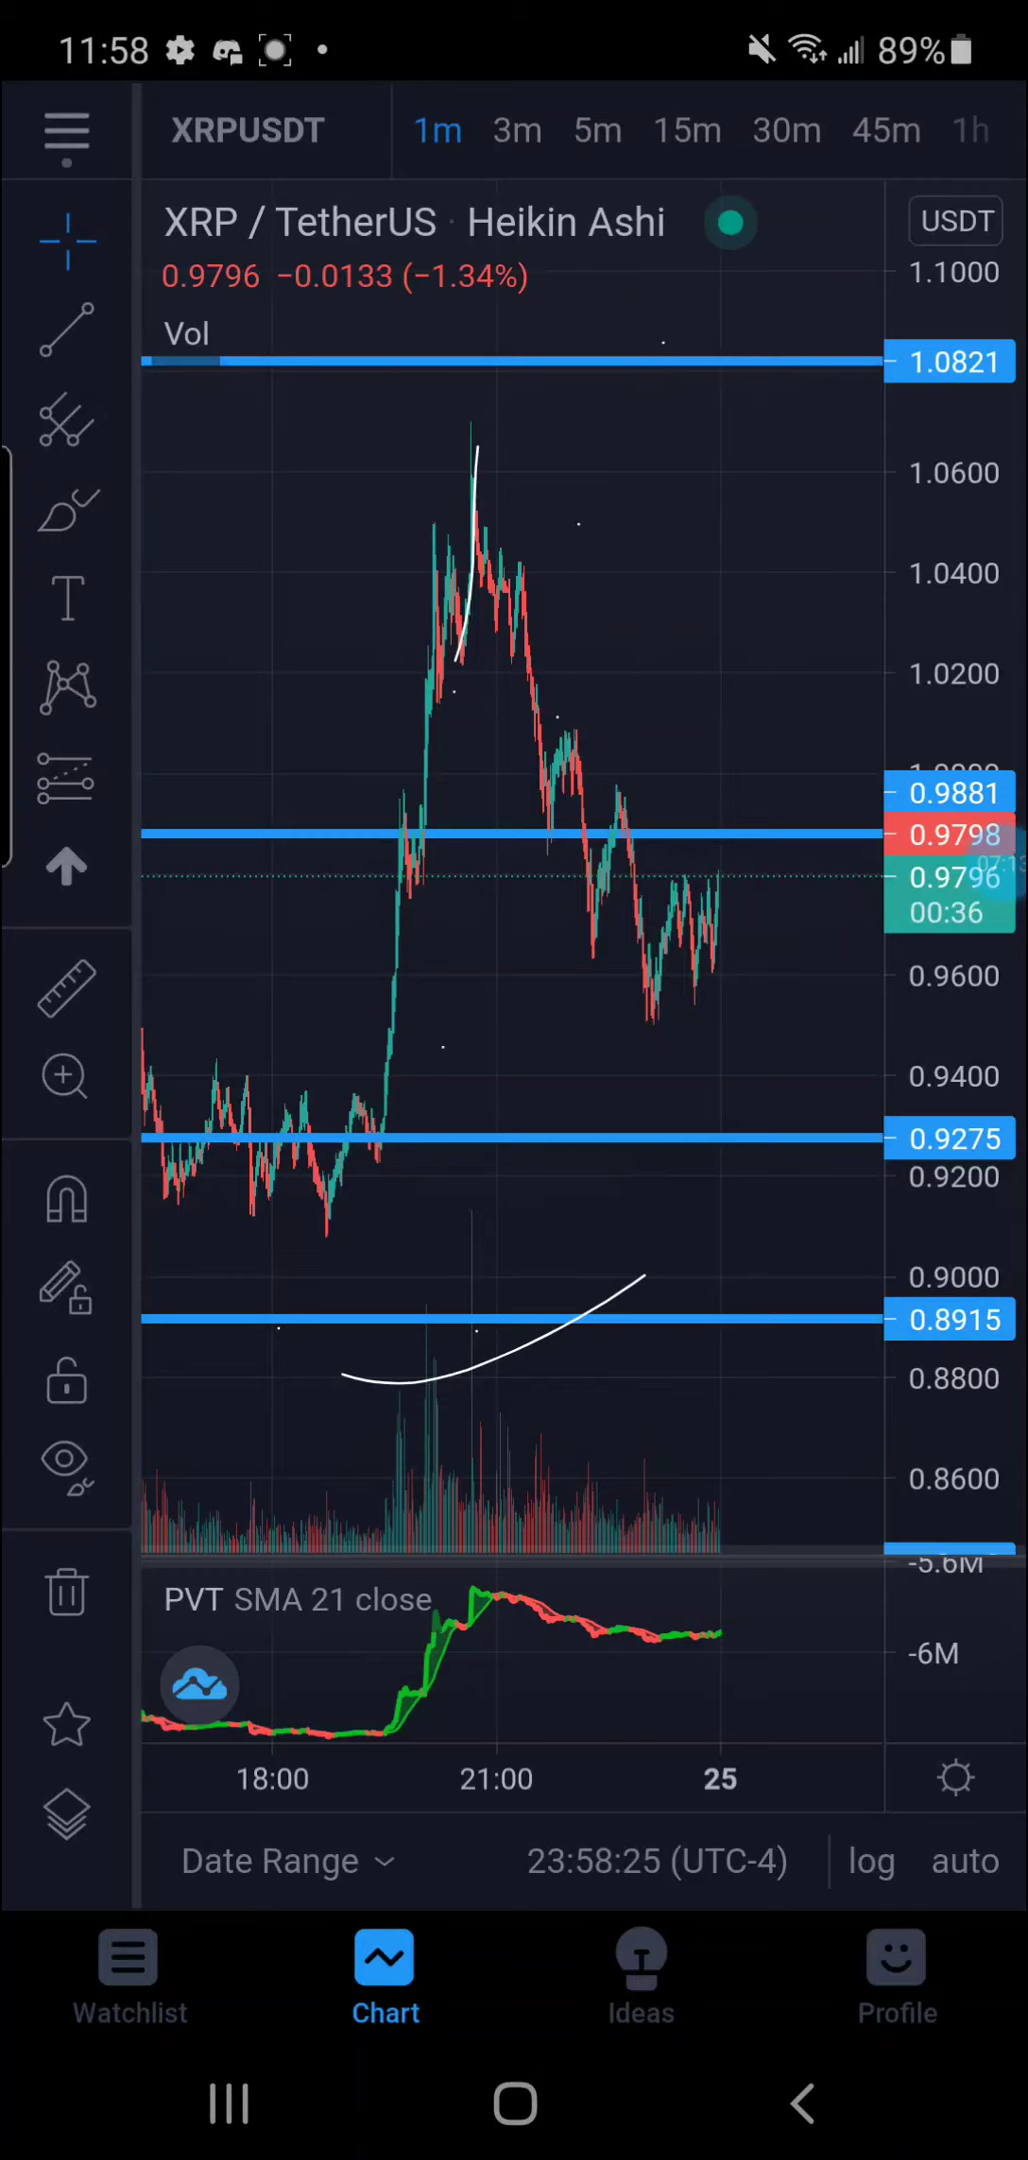 11:58 89%
XRPUSDT 1m 3m 5m 15m 30m 45m 1h
XRP / TetherUS · Heikin Ashi USDT
0.9796 −0.0133 (−1.34%)
1.1000
Vol
1.0821
1.0600
1.0400
1.0200
0.9881
0.9798
0.9796
00:36
0.9600
0.9400
0.9275
0.9200
0.9000
0.8915
0.8800
0.8600
-5.6M
PVT SMA 21 close
-6M
18:00 21:00 25
Date Range 23:58:25 (UTC-4) log auto
Watchlist Chart Ideas Profile